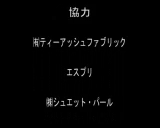 協力
㈲ティーアッシュファブリック
エスプリ
㈱シュエット・パール